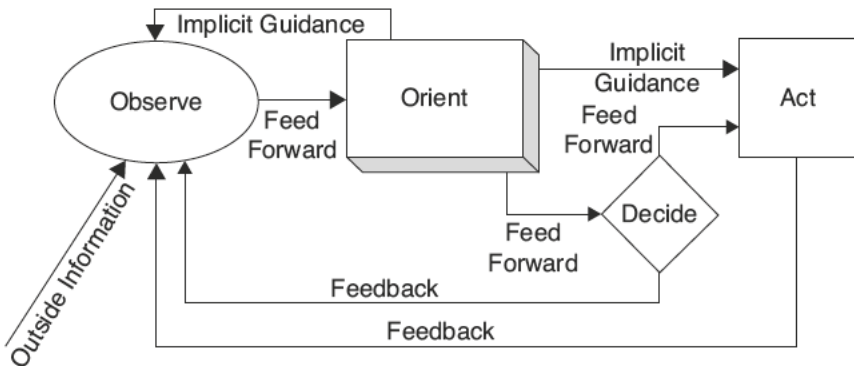 Implicit Guidance
Observe
Feed
Forward
Orient
Implicit
Guidance
Feed
Forward
Act
Feed
Forward
Decide
Outside Information
Feedback
Feedback